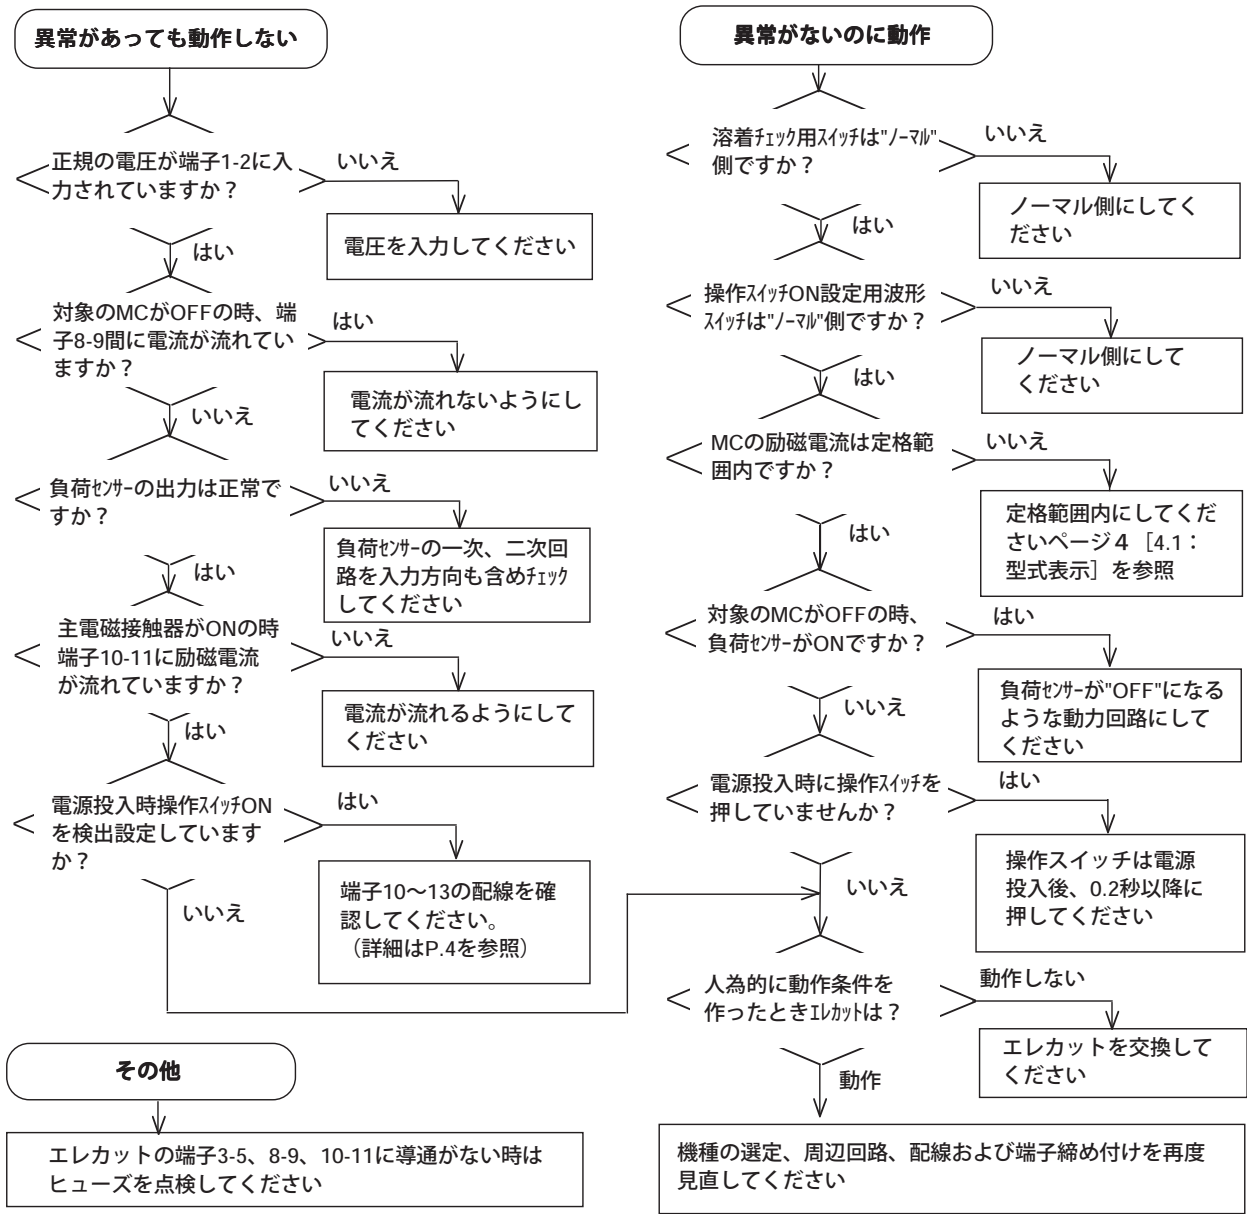 異常があっても動作しない
正規の電圧が端子1-2に入
力されていますか？
いいえ
電圧を入力してください
はい
対象のMCがOFFの時、端
子8-9間に電流が流れてい
ますか？
はい
電流が流れないようにし
てください
いいえ
負荷ｾﾝｻｰの出力は正常で
すか？
いいえ
負荷ｾﾝｻｰの一次、二次回
路を入力方向も含めﾁｪｯｸ
してください
はい
主電磁接触器がONの時
端子10-11に励磁電流
が流れていますか？
いいえ
電流が流れるようにして
ください
はい
電源投入時操作ｽｲｯﾁON
を検出設定しています
か？
はい
端子10～13の配線を確
認してください。
（詳細はP.4を参照）
いいえ
その他
エレカットの端子3-5、8-9、10-11に導通がない時は
ヒューズを点検してください
異常がないのに動作
溶着ﾁｪｯｸ用ｽｲｯﾁは"ﾉｰﾏﾙ"
側ですか？
いいえ
ノーマル側にしてく
ださい
はい
操作ｽｲｯﾁON設定用波形
ｽｲｯﾁは"ﾉｰﾏﾙ"側ですか？
いいえ
ノーマル側にして
ください
はい
MCの励磁電流は定格範
囲内ですか？
いいえ
定格範囲内にしてくだ
さいページ４［4.1：
型式表示］を参照
はい
対象のMCがOFFの時、
負荷ｾﾝｻｰがONですか？
はい
負荷ｾﾝｻｰが"OFF"になる
ような動力回路にして
ください
いいえ
電源投入時に操作ｽｲｯﾁを
押していませんか？
はい
操作スイッチは電源
投入後、0.2秒以降に
押してください
いいえ
人為的に動作条件を
作ったときｴﾚｶｯﾄは？
動作しない
エレカットを交換して
ください
動作
機種の選定、周辺回路、配線および端子締め付けを再度
見直してください